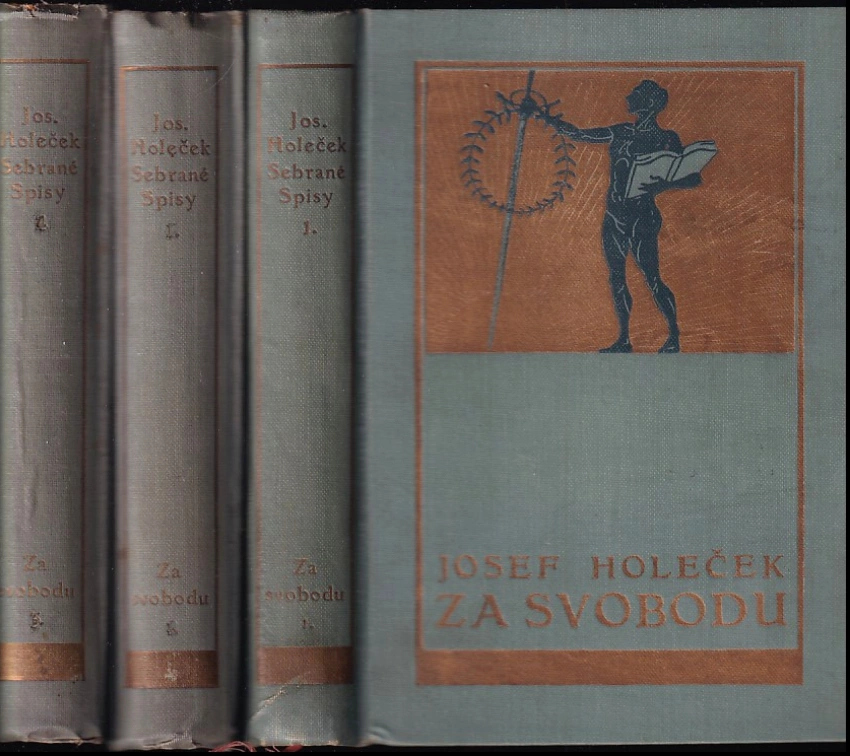 Jos.
Holeček
Sebrané
Spisy
Za
svobodu
Jos.
Holeček
Sebrané
Spisy
Za
svobodu
Jos.
Holeček
Sebrané
Spisy
1.
Za
svobodu
1.
JOSEF HOLEČEK
ZA SVOBODU